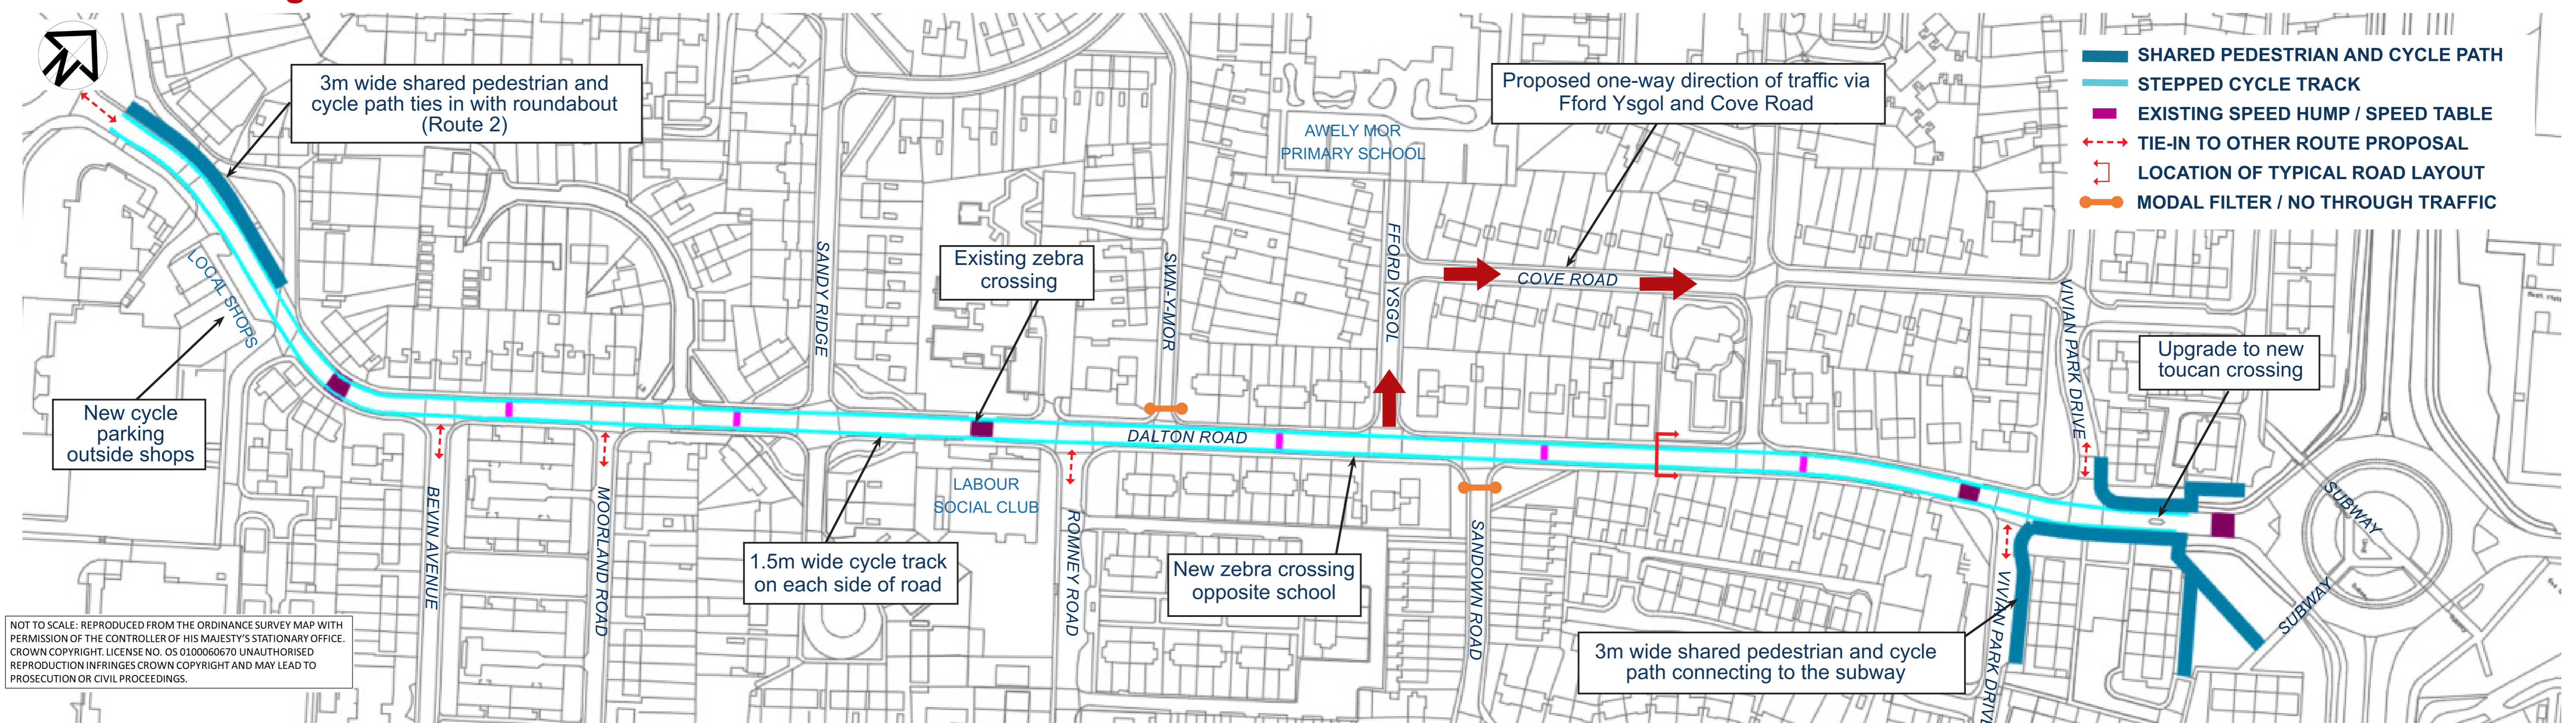 3m wide shared pedestrian and
cycle path ties in with roundabout
(Route 2)
Proposed one-way direction of traffic via
Fford Ysgol and Cove Road
SHARED PEDESTRIAN AND CYCLE PATH
STEPPED CYCLE TRACK
EXISTING SPEED HUMP / SPEED TABLE
TIE-IN TO OTHER ROUTE PROPOSAL
LOCATION OF TYPICAL ROAD LAYOUT
MODAL FILTER / NO THROUGH TRAFFIC
N
AWELY MOR
PRIMARY SCHOOL
LOCAL SHOPS
SANDY RIDGE
Existing zebra
crossing
SWN-Y-MOR
FFORD YSGOL
COVE ROAD
VIVIAN PARK DRIVE
Upgrade to new
toucan crossing
New cycle
parking
outside shops
DALTON ROAD
LABOUR
SOCIAL CLUB
BEVIN AVENUE
MOORLAND ROAD
1.5m wide cycle track
on each side of road
ROMNEY ROAD
New zebra crossing
opposite school
SANDOWN ROAD
3m wide shared pedestrian and cycle
path connecting to the subway
VIVIAN PARK DRIVE
SUBWAY
SUBWAY
NOT TO SCALE: REPRODUCED FROM THE ORDINANCE SURVEY MAP WITH
PERMISSION OF THE CONTROLLER OF HIS MAJESTY'S STATIONARY OFFICE.
CROWN COPYRIGHT. LICENSE NO. OS 0100060670 UNAUTHORISED
REPRODUCTION INFRINGES CROWN COPYRIGHT AND MAY LEAD TO
PROSECUTION OR CIVIL PROCEEDINGS.